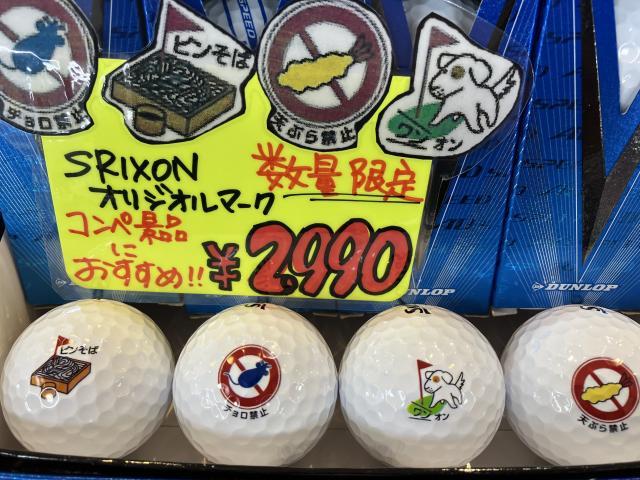 チョロ禁止
ピンそば
天ぷら禁止
ワンオン
SRIXON
オリジオルマーク
数量限定
コンペ景品
に
おすすめ!!
¥2,990
DUNLOP
DUNLOP
ピンそば
チョロ禁止
ワンオン
天ぷら禁止